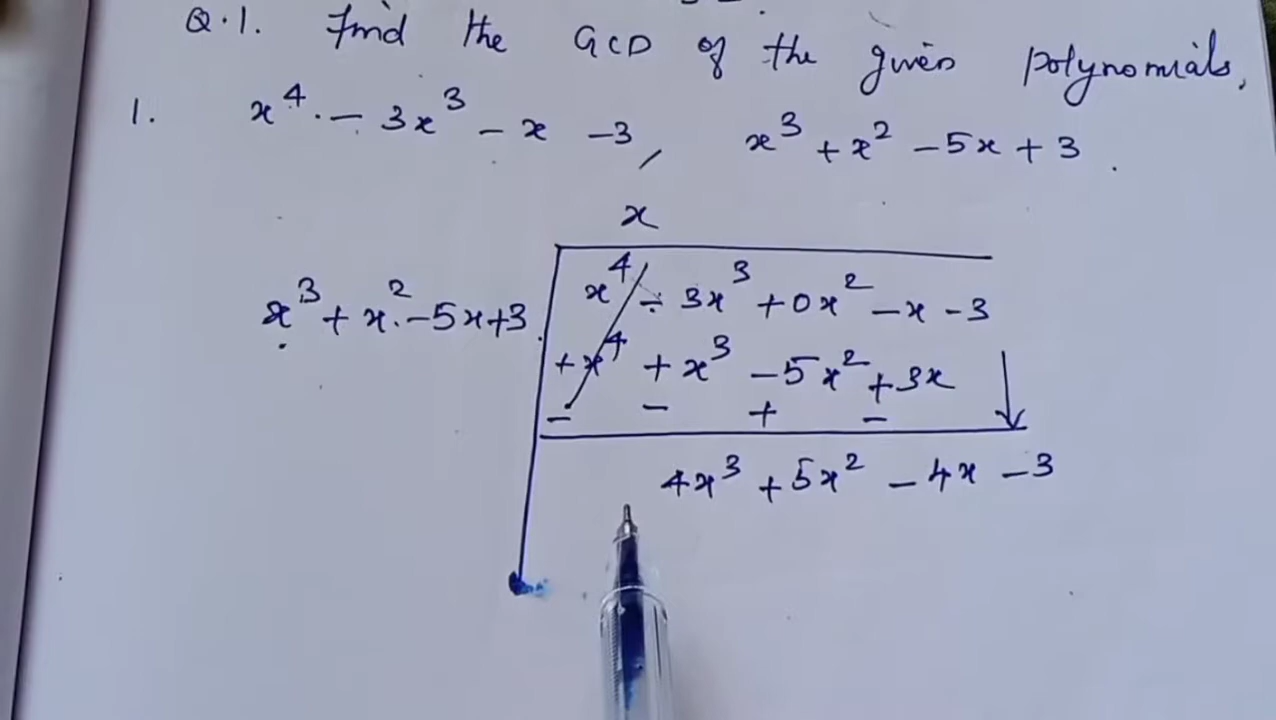 Q.1. Find the GCD of the given polynomials,
1. x⁴ - 3x³ - x - 3, x³ + x² - 5x + 3.
x
x³ + x² - 5x + 3 x⁴ - 3x³ + 0x² - x - 3
+x⁴ + x³ - 5x² + 3x
- - + -
4x³ + 5x² - 4x - 3